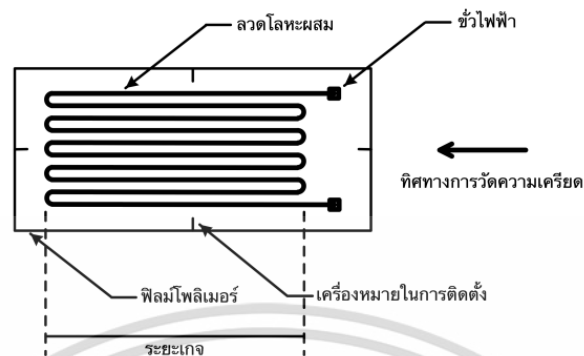 ลวดโลหะผสม
ขั้วไฟฟ้า
ทิศทางการวัดความเครียด
ฟิลม์โพลิเมอร์
เครื่องหมายในการติดตั้ง
ระยะเกจ